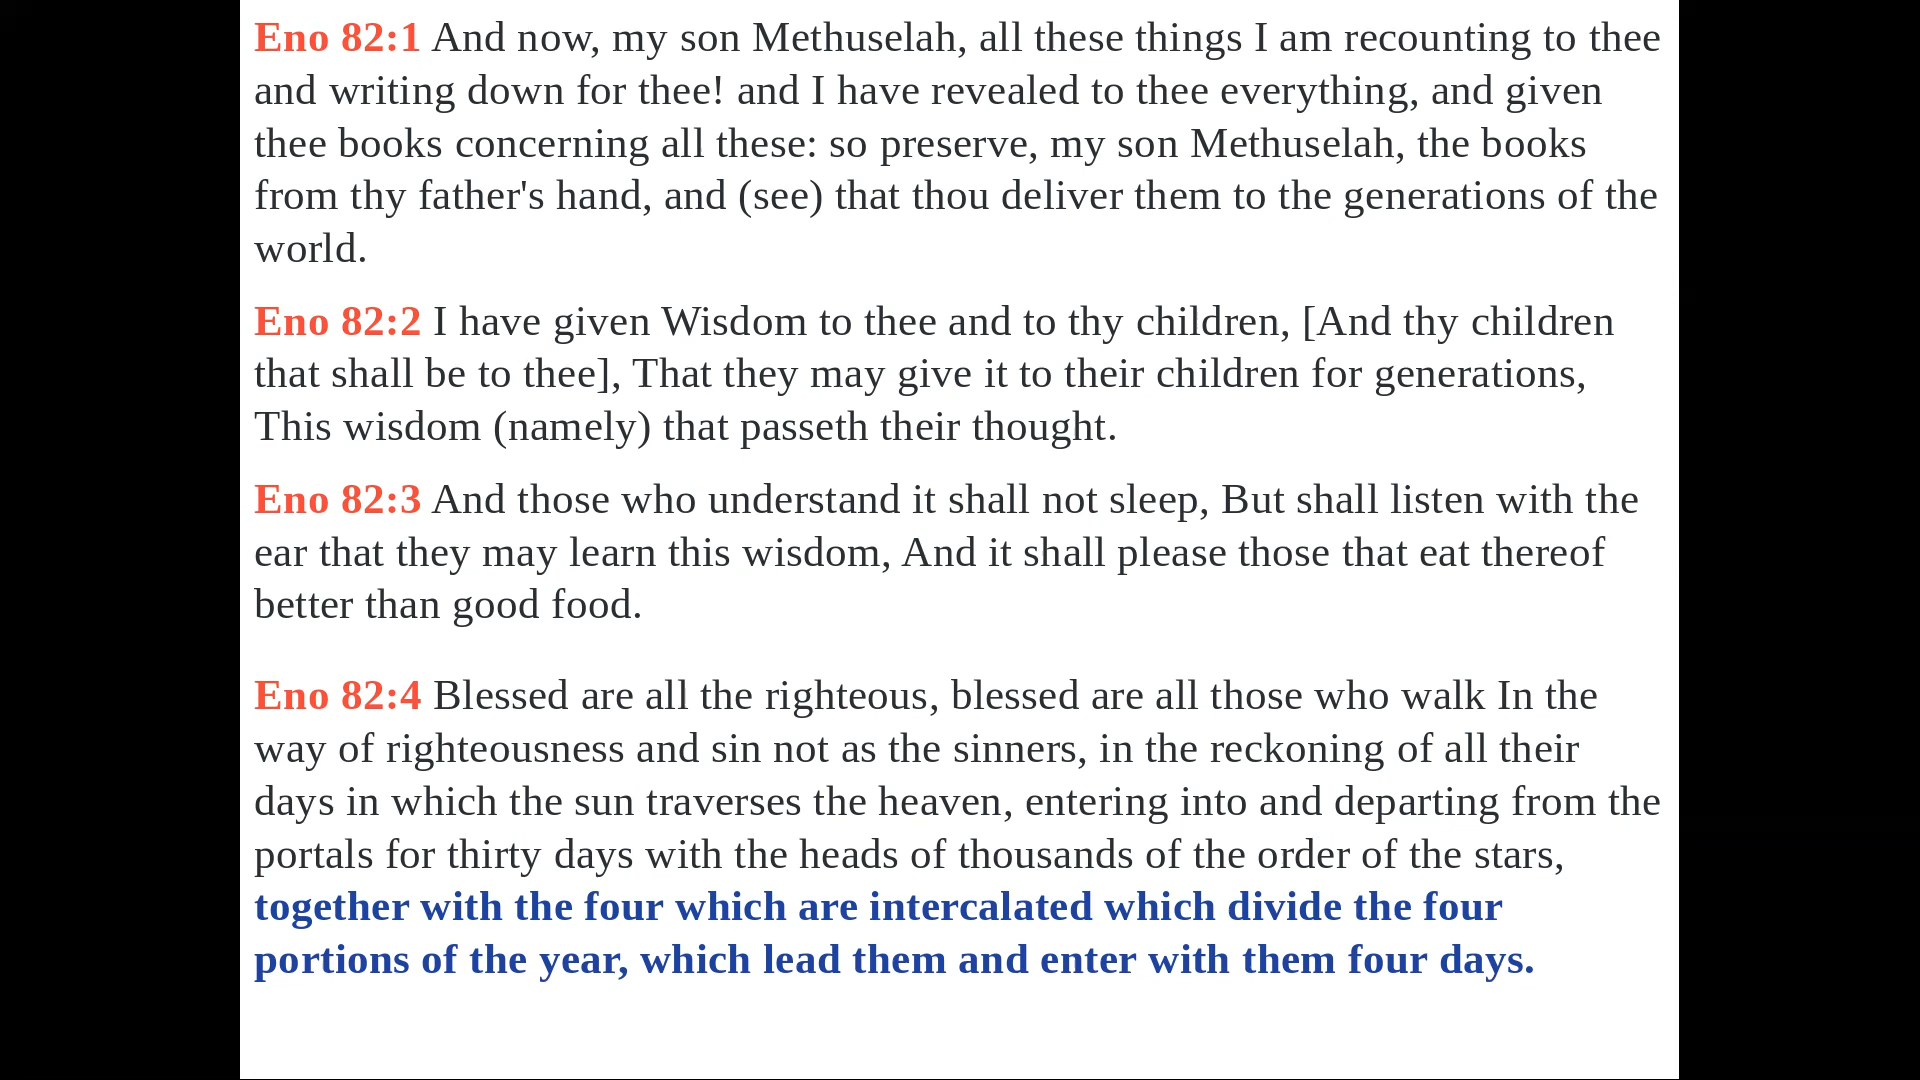 Eno 82:1 And now, my son Methuselah, all these things I am recounting to thee
and writing down for thee! and I have revealed to thee everything, and given
thee books concerning all these: so preserve, my son Methuselah, the books
from thy father's hand, and (see) that thou deliver them to the generations of the
world.
Eno 82:2 I have given Wisdom to thee and to thy children, [And thy children
that shall be to thee], That they may give it to their children for generations,
This wisdom (namely) that passeth their thought.
Eno 82:3 And those who understand it shall not sleep, But shall listen with the
ear that they may learn this wisdom, And it shall please those that eat thereof
better than good food.
Eno 82:4 Blessed are all the righteous, blessed are all those who walk In the
way of righteousness and sin not as the sinners, in the reckoning of all their
days in which the sun traverses the heaven, entering into and departing from the
portals for thirty days with the heads of thousands of the order of the stars,
together with the four which are intercalated which divide the four
portions of the year, which lead them and enter with them four days.